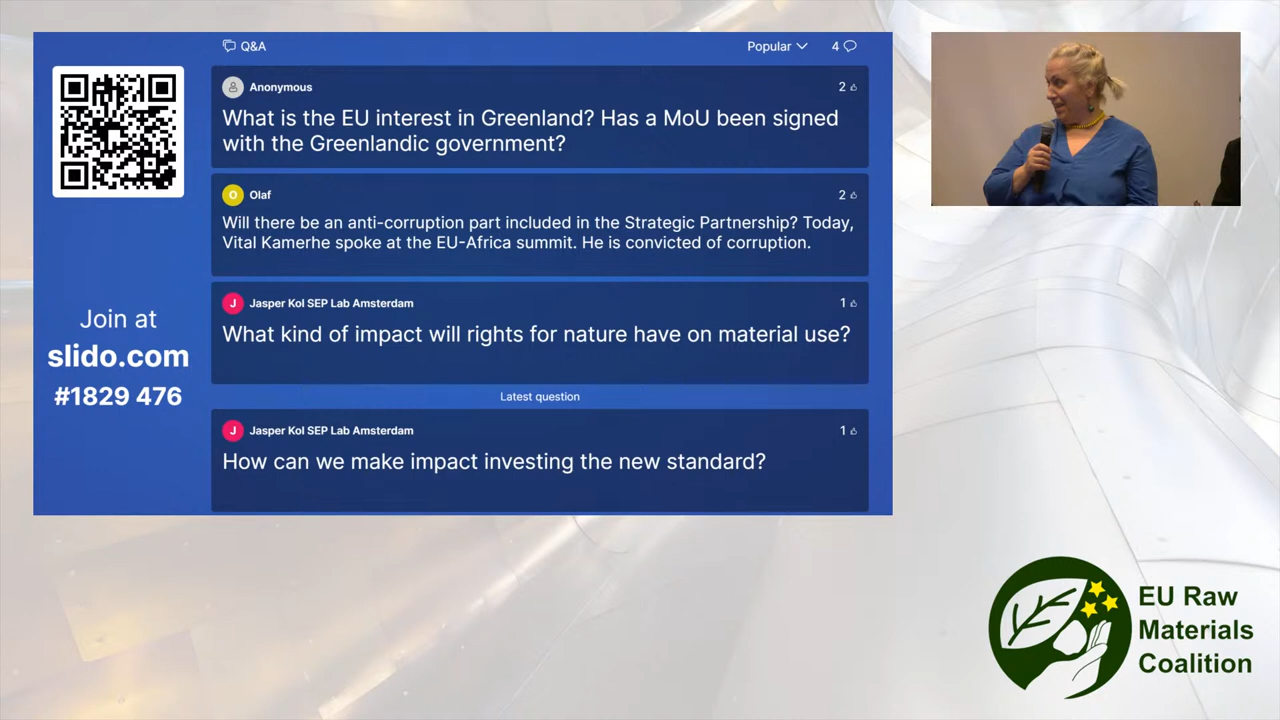 Q&A
Popular
4
Anonymous
2
What is the EU interest in Greenland? Has a MoU been signed
with the Greenlandic government?
O
Olaf
2
Will there be an anti-corruption part included in the Strategic Partnership? Today,
Vital Kamerhe spoke at the EU-Africa summit. He is convicted of corruption.
J
Jasper Kol SEP Lab Amsterdam
1
What kind of impact will rights for nature have on material use?
Latest question
J
Jasper Kol SEP Lab Amsterdam
1
How can we make impact investing the new standard?
Join at
slido.com
#1829 476
EU Raw
Materials
Coalition